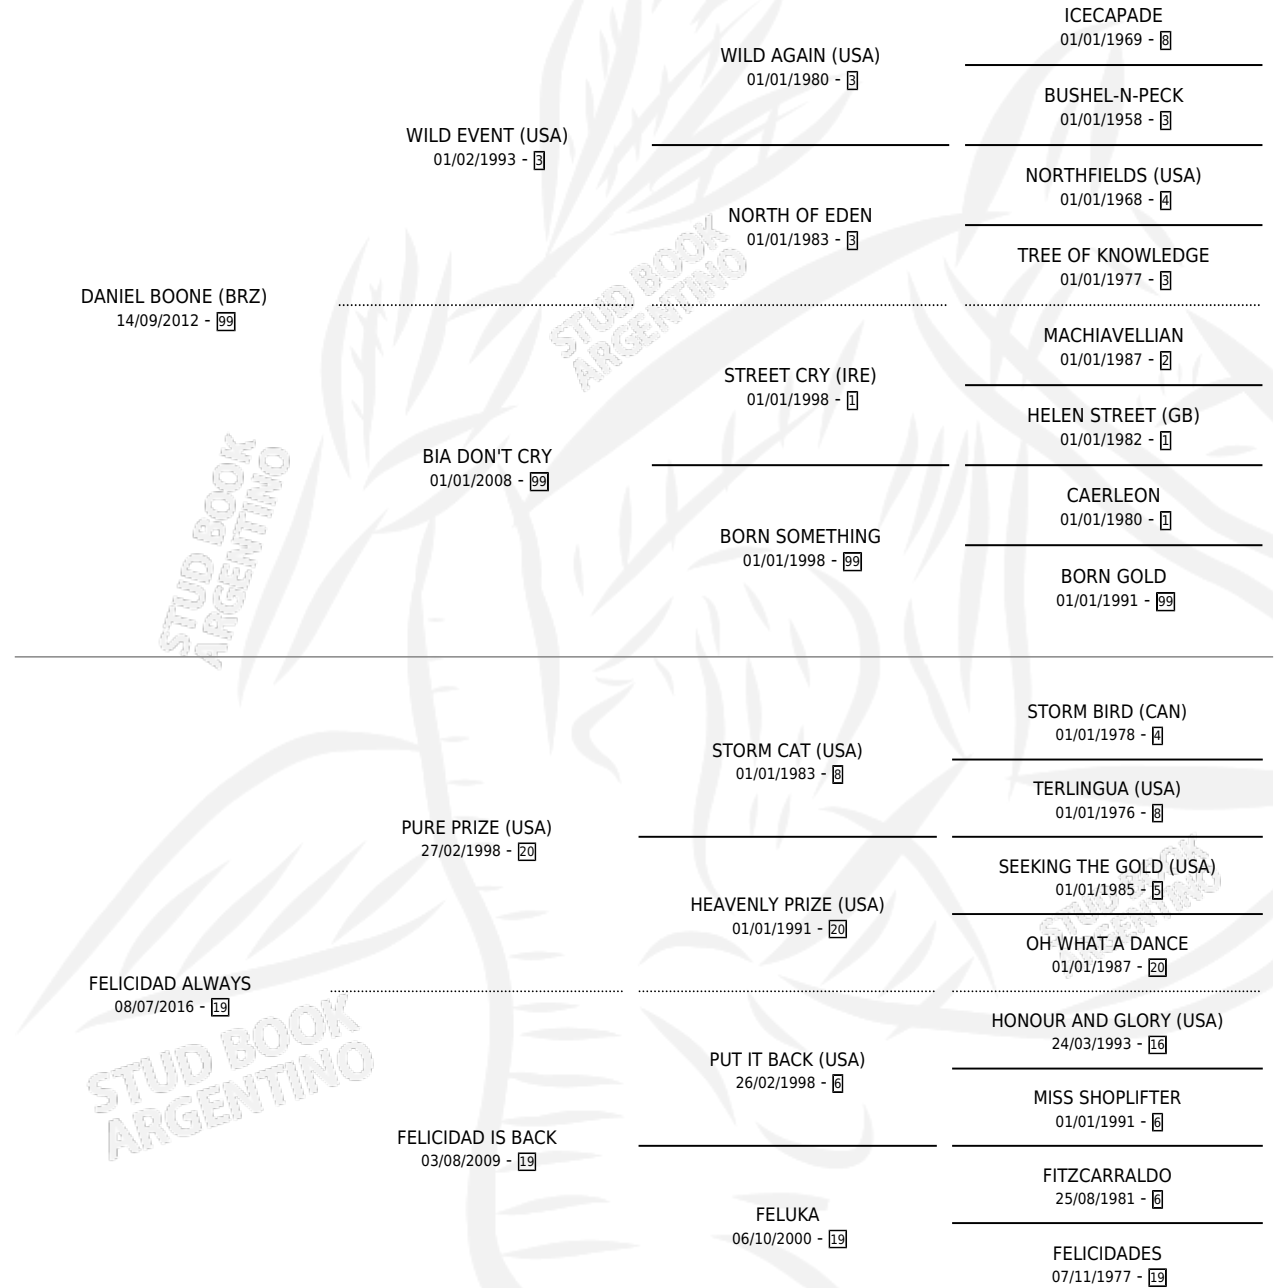 ICECAPADE
01/01/1969 - 8
WILD AGAIN (USA)
01/01/1980 - 3
BUSHEL-N-PECK
01/01/1958 - 3
WILD EVENT (USA)
01/02/1993 - 3
NORTHFIELDS (USA)
01/01/1968 - 4
NORTH OF EDEN
01/01/1983 - 3
TREE OF KNOWLEDGE
01/01/1977 - 3
DANIEL BOONE (BRZ)
14/09/2012 - 99
MACHIAVELLIAN
01/01/1987 - 2
STREET CRY (IRE)
01/01/1998 - 1
HELEN STREET (GB)
01/01/1982 - 1
BIA DON'T CRY
01/01/2008 - 99
CAERLEON
01/01/1980 - 1
BORN SOMETHING
01/01/1998 - 99
BORN GOLD
01/01/1991 - 99
STUD BOOK
ARGENTINO
STUD BOOK
ARGENTINO
STORM BIRD (CAN)
01/01/1978 - 4
STORM CAT (USA)
01/01/1983 - 8
TERLINGUA (USA)
01/01/1976 - 8
PURE PRIZE (USA)
27/02/1998 - 20
SEEKING THE GOLD (USA)
01/01/1985 - 5
HEAVENLY PRIZE (USA)
01/01/1991 - 20
OH WHAT A DANCE
01/01/1987 - 20
STUD BOOK
ARGENTINO
FELICIDAD ALWAYS
08/07/2016 - 19
HONOUR AND GLORY (USA)
24/03/1993 - 16
PUT IT BACK (USA)
26/02/1998 - 6
MISS SHOPLIFTER
01/01/1991 - 6
FELICIDAD IS BACK
03/08/2009 - 19
FITZCARRALDO
25/08/1981 - 6
FELUKA
06/10/2000 - 19
FELICIDADES
07/11/1977 - 19
STUD BOOK
ARGENTINO